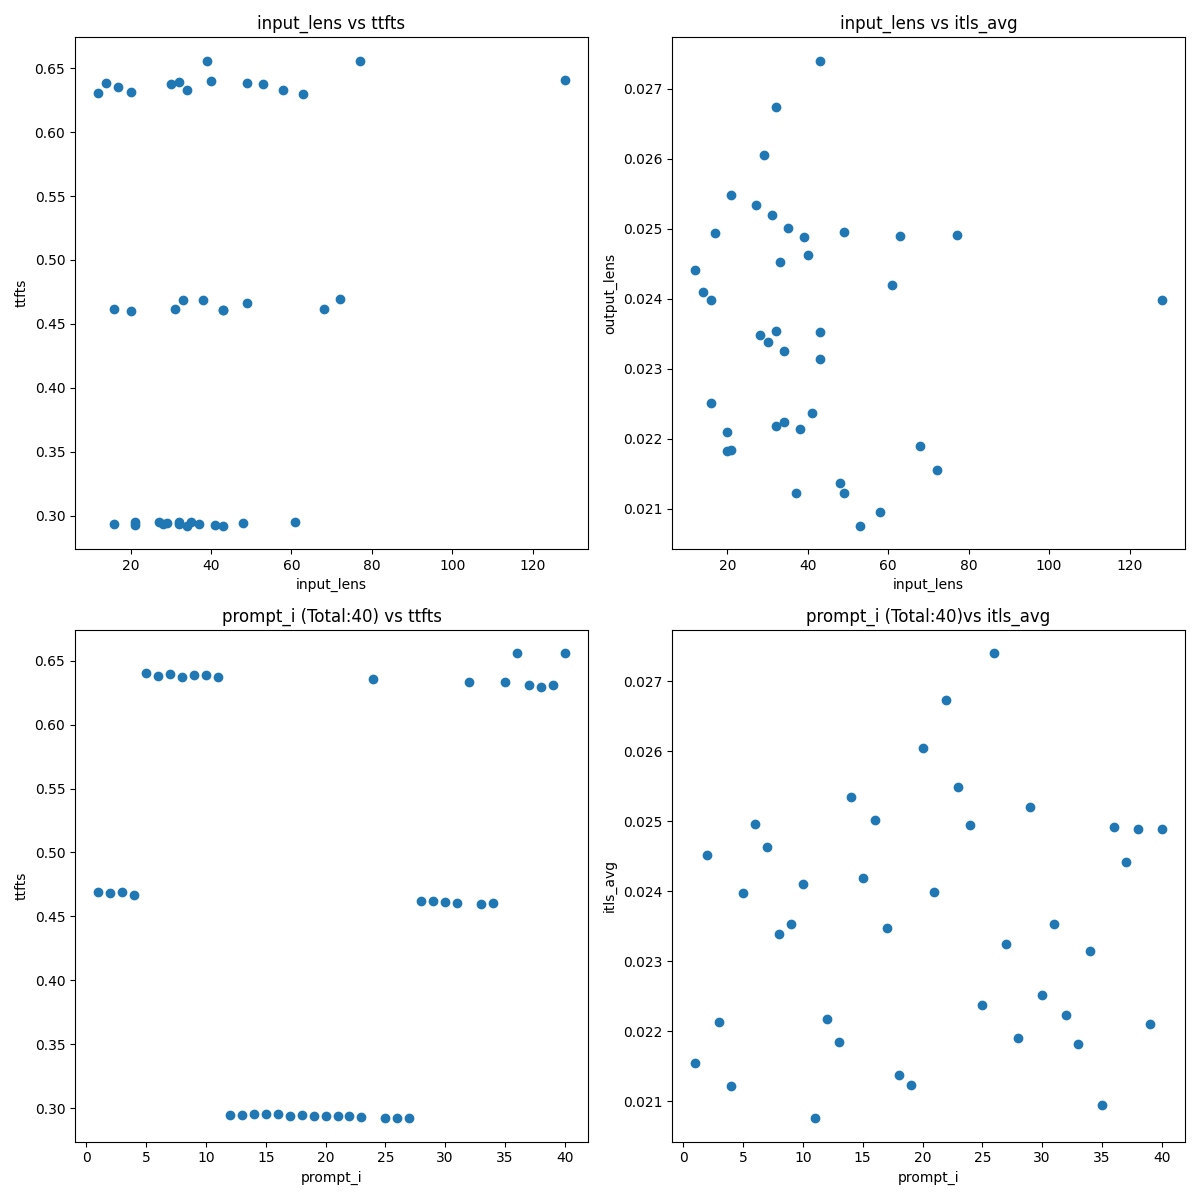 input_lens vs ttfts
0.65
0.60
0.55
0.50
0.45
0.40
0.35
0.30
ttfts
20 40 60 80 100 120
input_lens
input_lens vs itls_avg
0.027
0.026
0.025
0.024
0.023
0.022
0.021
output_lens
20 40 60 80 100 120
input_lens
prompt_i (Total:40) vs ttfts
0.65
0.60
0.55
0.50
0.45
0.40
0.35
0.30
ttfts
0 5 10 15 20 25 30 35 40
prompt_i
prompt_i (Total:40)vs itls_avg
0.027
0.026
0.025
0.024
0.023
0.022
0.021
itls_avg
0 5 10 15 20 25 30 35 40
prompt_i